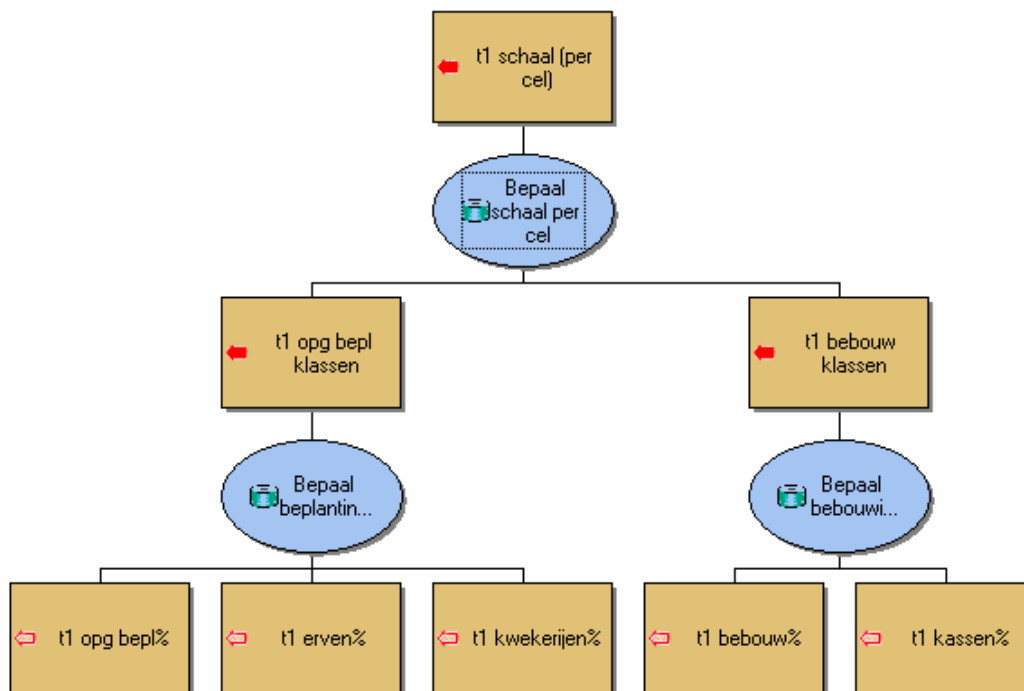 t1 schaal (per
cel)
Bepaal
schaal per
cel
t1 opg bepl
klassen
t1 bebouw
klassen
Bepaal
beplantin...
Bepaal
bebouwi...
t1 opg bepl%
t1 erven%
t1 kwekerijen%
t1 bebouw%
t1 kassen%